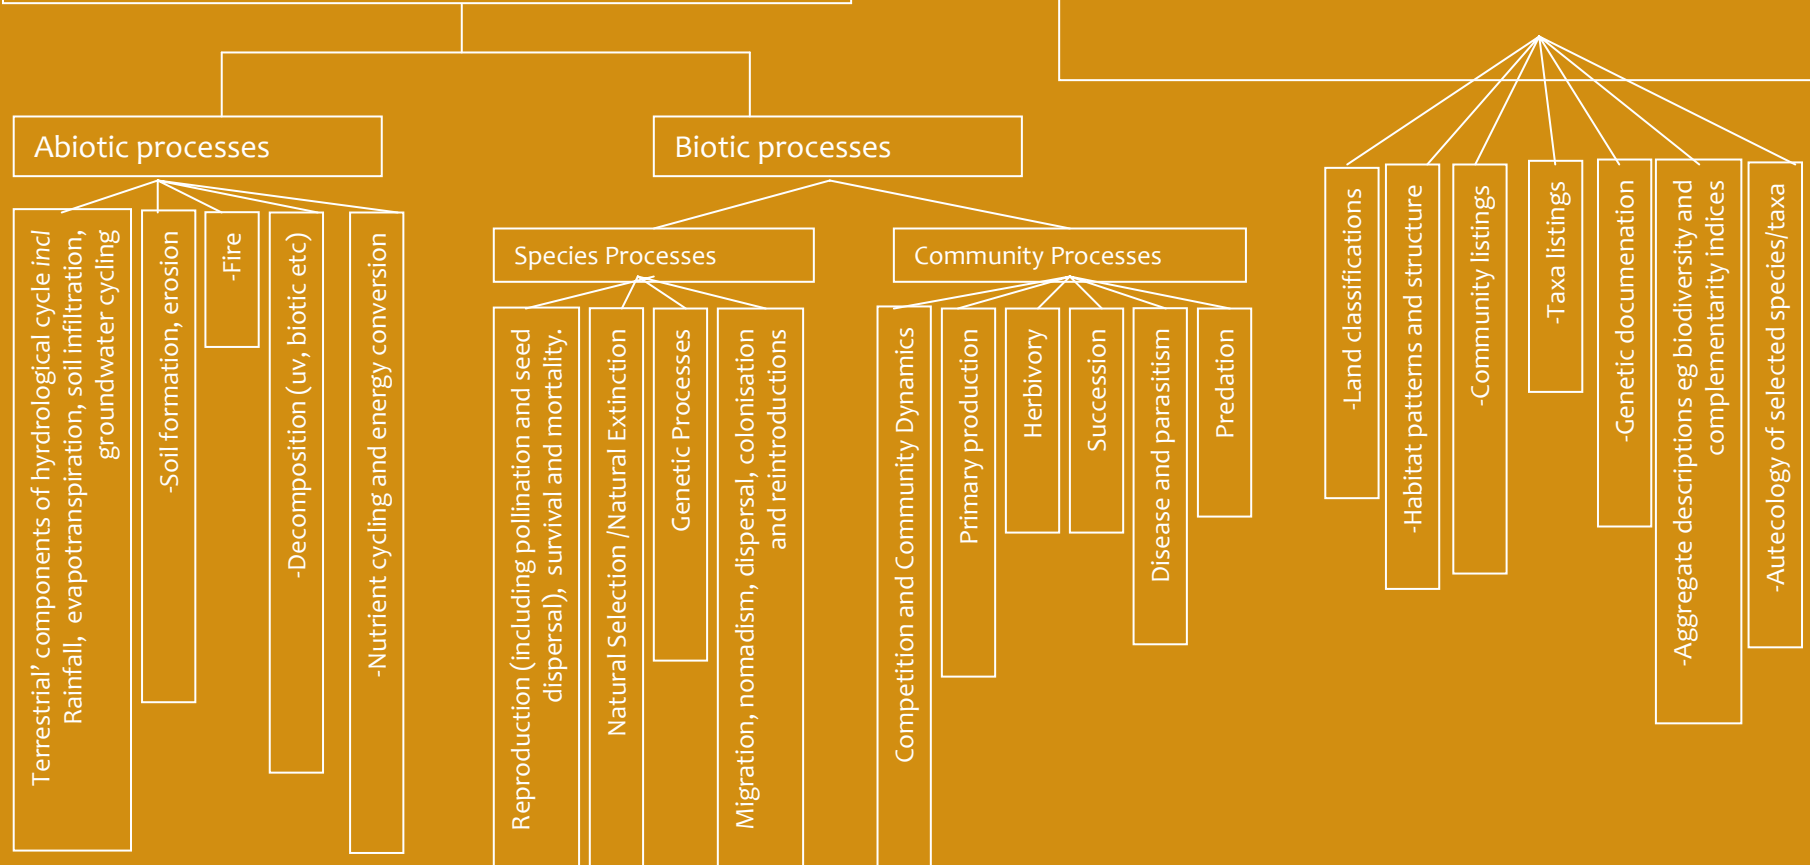 Abiotic processes
Biotic processes
Species Processes
Community Processes
Terrestrial’ components of hyrdrological cycle incl
Rainfall, evapotranspiration, soil infiltration,
groundwater cycling
-Soil formation, erosion
-Fire
-Decomposition (uv, biotic etc)
-Nutrient cycling and energy conversion
Reproduction (including pollination and seed
dispersal), survival and mortality.
Natural Selection /Natural Extinction
Genetic Processes
Migration, nomadism, dispersal, colonisation
and reintroductions
Competition and Community Dynamics
Primary production
Herbivory
Succession
Disease and parasitism
Predation
-Land classifications
-Habitat patterns and structure
-Community listings
-Taxa listings
-Genetic documenation
-Aggregate descriptions eg biodiversity and
complementarity indices
-Autecology of selected species/taxa